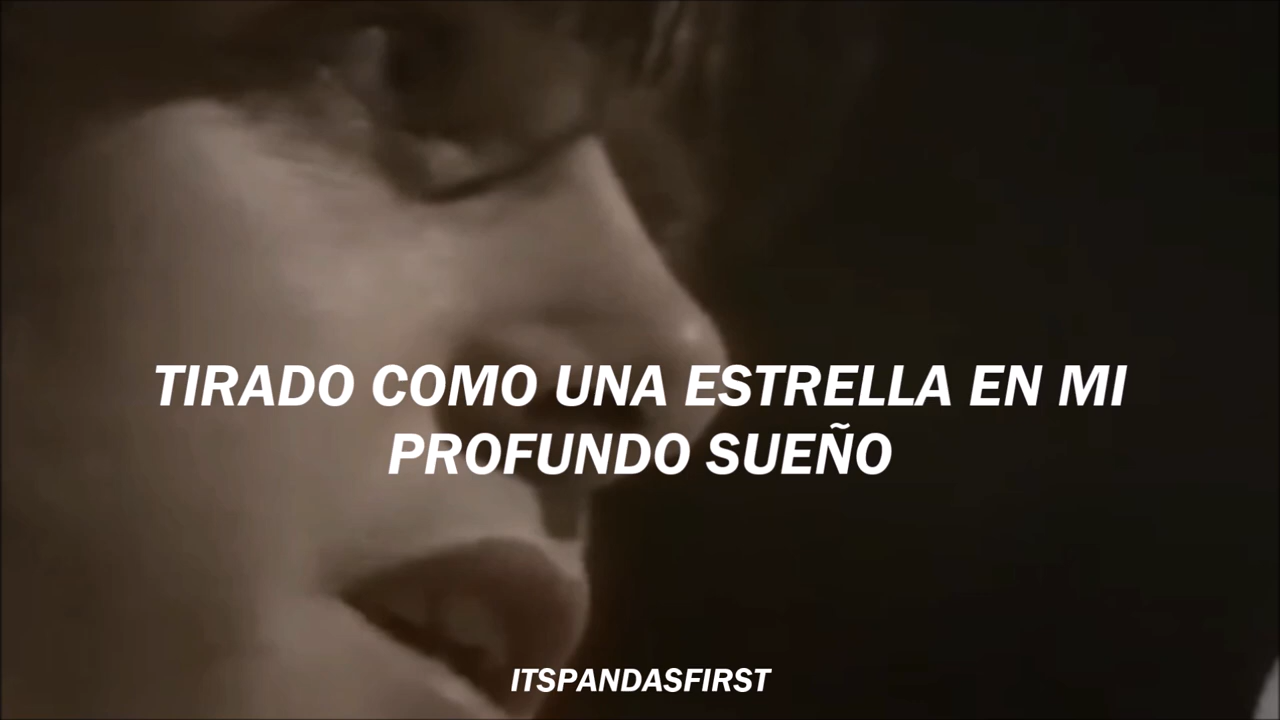 TIRADO COMO UNA ESTRELLA EN MI
PROFUNDO SUEÑO
ITSPANDASFIRST